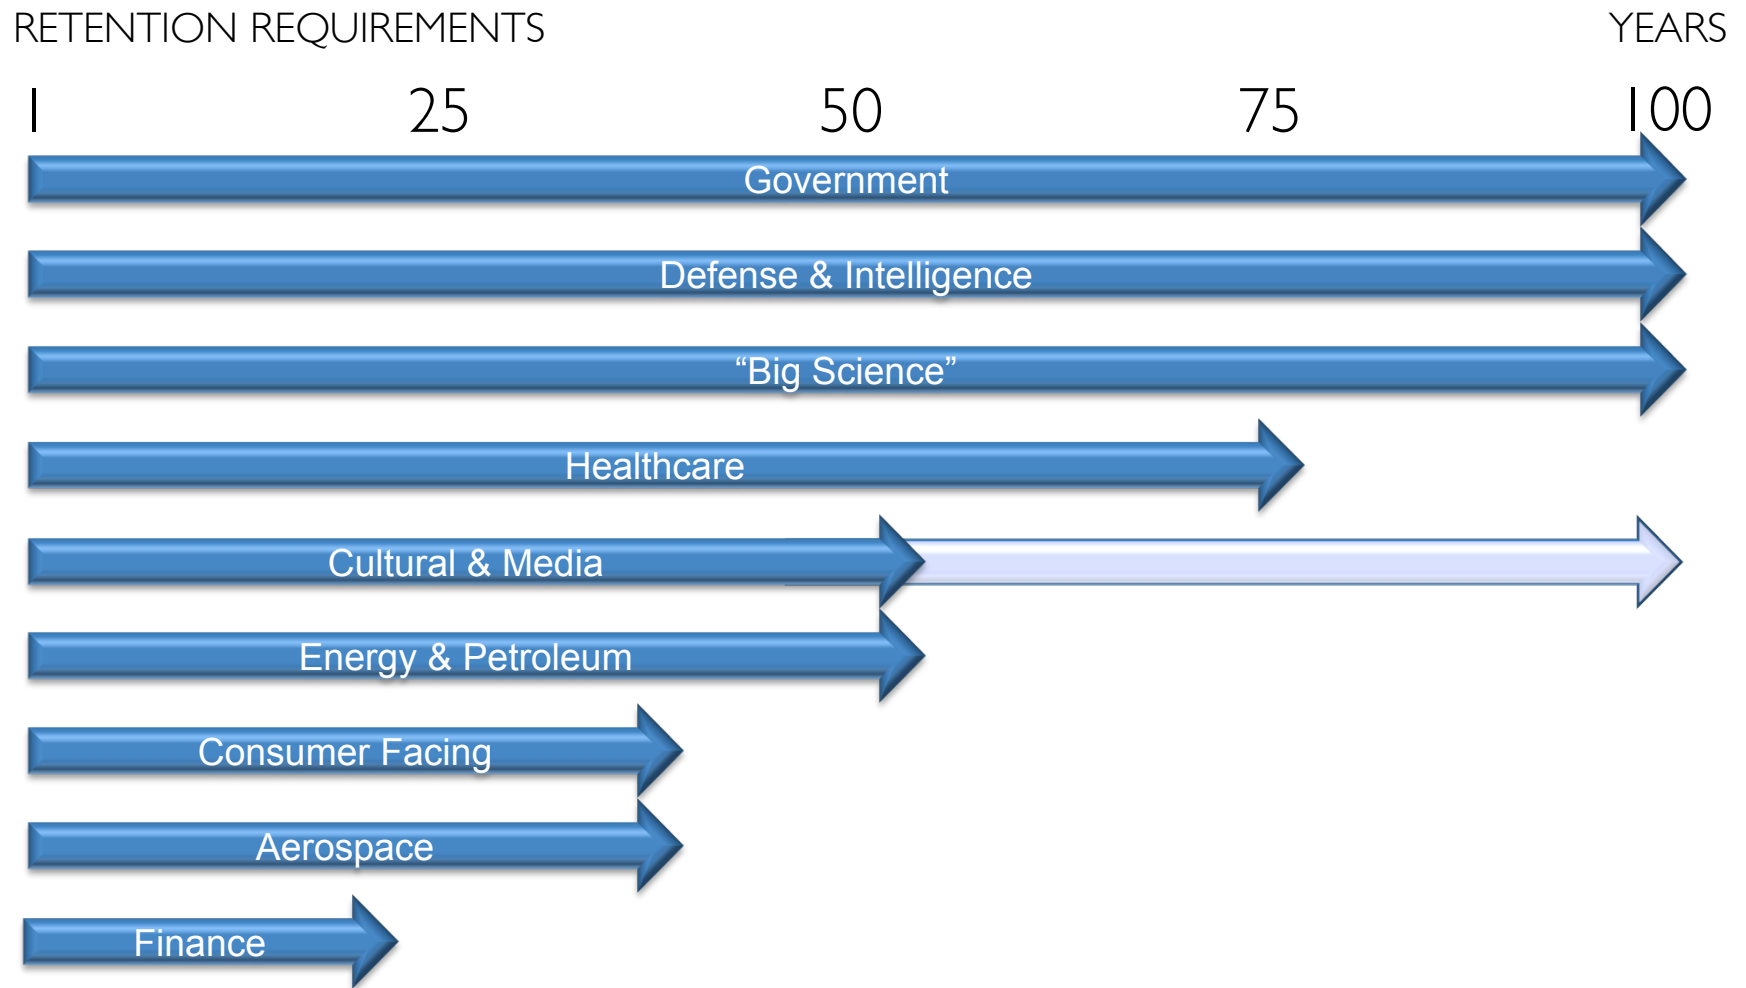 RETENTION REQUIREMENTS YEARS
1 25 50 75 100
Government
Defense & Intelligence
“Big Science”
Healthcare
Cultural & Media
Energy & Petroleum
Consumer Facing
Aerospace
Finance